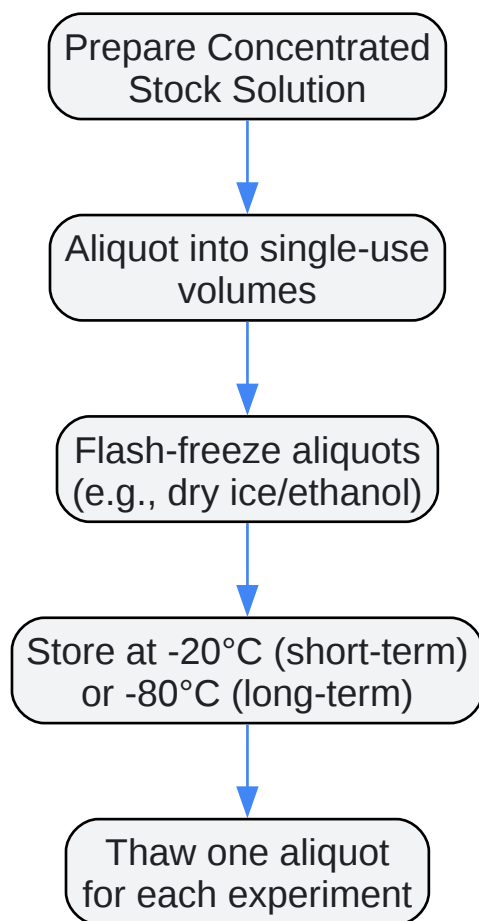 Prepare Concentrated
Stock Solution
Aliquot into single-use
volumes
Flash-freeze aliquots
(e.g., dry ice/ethanol)
Store at -20°C (short-term)
or -80°C (long-term)
Thaw one aliquot
for each experiment